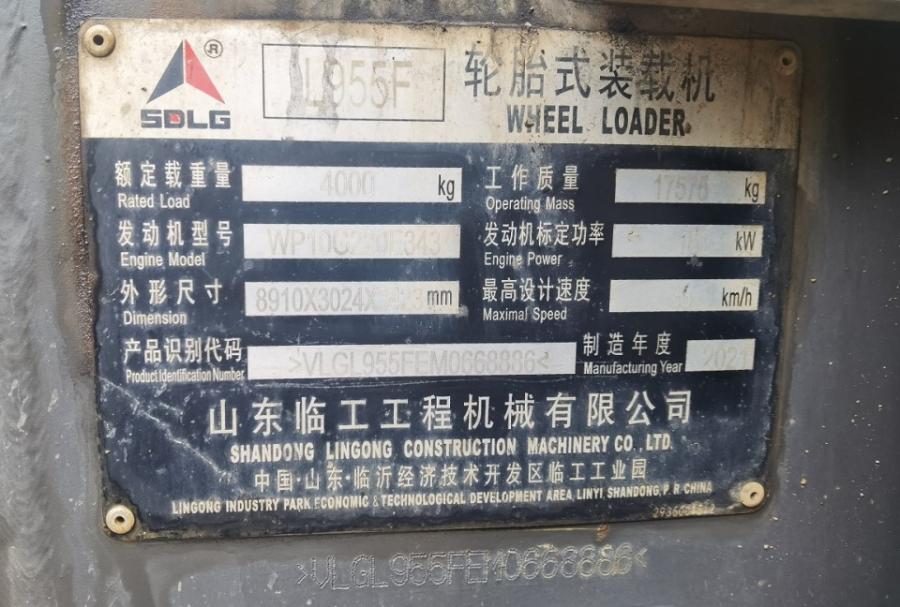 ® L955F 轮胎式装载机
SDLG WHEEL LOADER
额定载重量 4000 kg 工作质量 kg
Rated Load Operating Mass
发动机型号 发动机标定功率 kW
Engine Model Engine Power
外形尺寸 8910X3024X mm 最高设计速度 km/h
Dimension Maximal Speed
产品识别代码 >VLGL955FEM0668886< 制造年度 2021
Product Identification Number Manufacturing Year
山东临工工程机械有限公司
SHANDONG LINGONG CONSTRUCTION MACHINERY CO., LTD.
中国·山东·临沂经济技术开发区临工工业园
LINGONG INDUSTRY PARK, ECONOMIC & TECHNOLOGICAL DEVELOPMENT AREA, LINYI, SHANDONG, P. R. CHINA
>VLGL955FEM0668886<